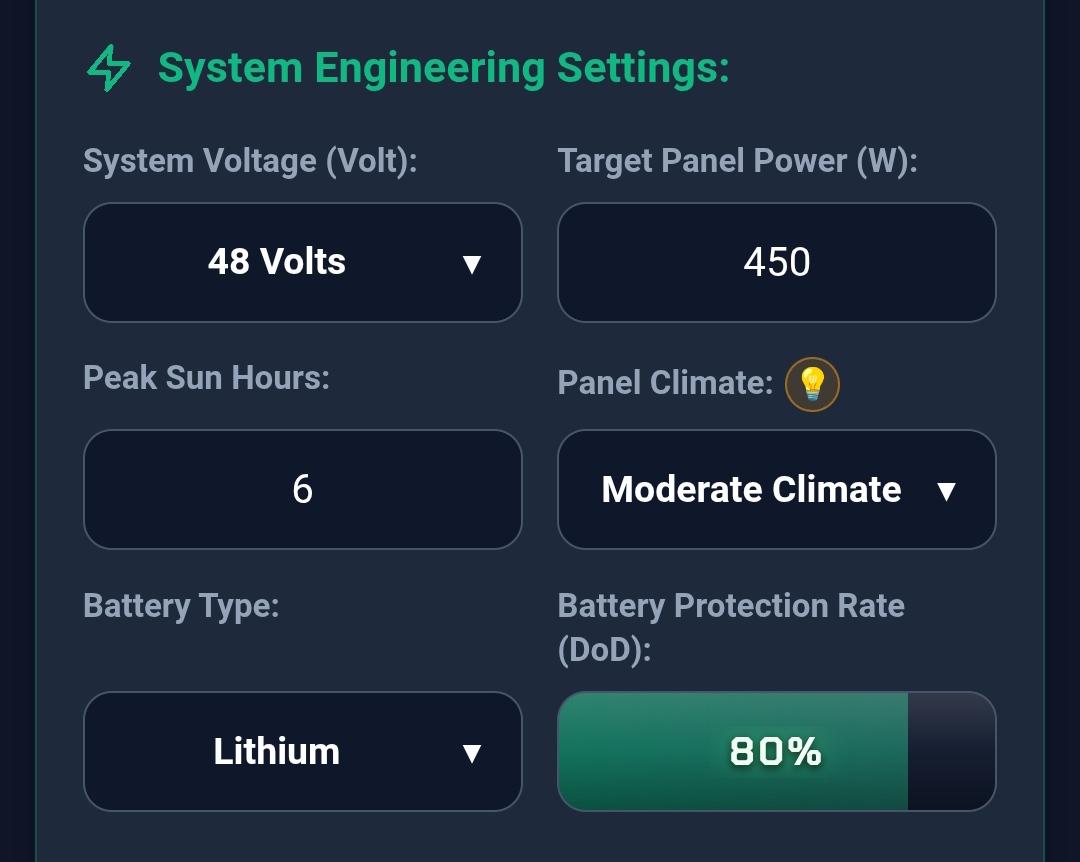 System Engineering Settings:
System Voltage (Volt):
Target Panel Power (W):
48 Volts
450
Peak Sun Hours:
Panel Climate:
6
Moderate Climate
Battery Type:
Battery Protection Rate
(DoD):
Lithium
80%